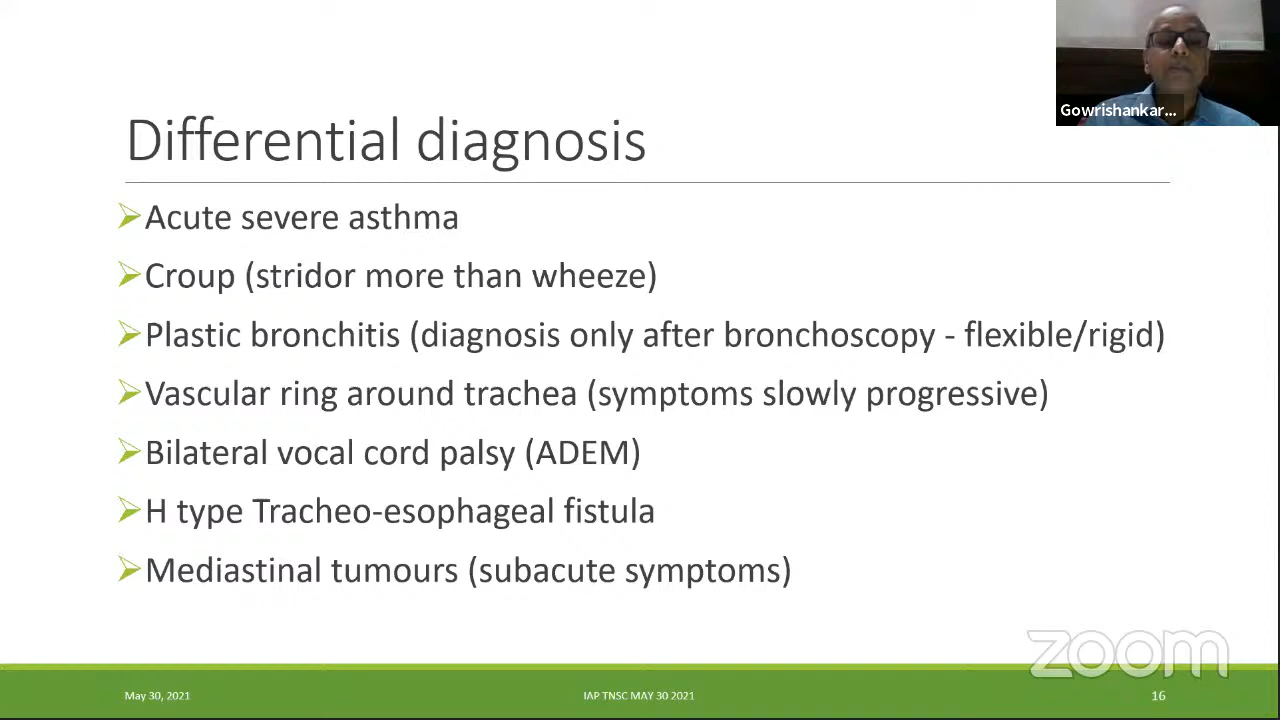 Gowrishankar...
Differential diagnosis
Acute severe asthma
Croup (stridor more than wheeze)
Plastic bronchitis (diagnosis only after bronchoscopy - flexible/rigid)
Vascular ring around trachea (symptoms slowly progressive)
Bilateral vocal cord palsy (ADEM)
H type Tracheo-esophageal fistula
Mediastinal tumours (subacute symptoms)
zoom
May 30, 2021
IAP TNSC MAY 30 2021
16